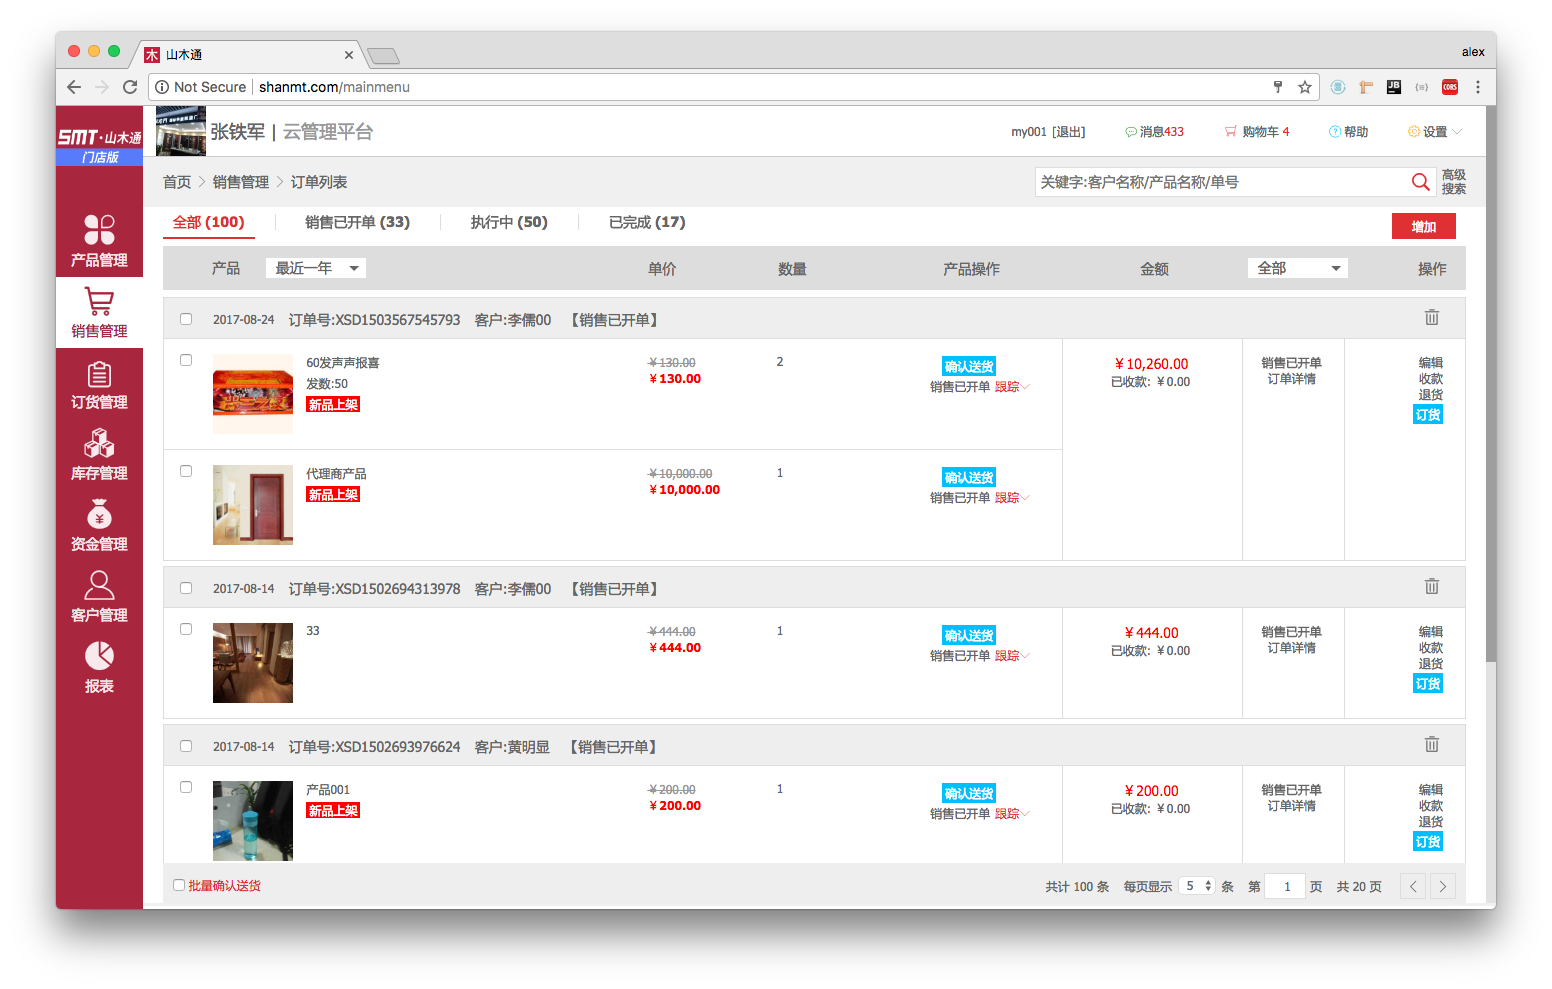 山木通
alex
Not Secure shanmt.com/mainmenu
SMT·山木通
门店版
张铁军 | 云管理平台
my001 [退出] 消息433 购物车 4 帮助 设置
首页 销售管理 订单列表
关键字:客户名称/产品名称/单号
高级
搜索
全部 (100) 销售已开单 (33) 执行中 (50) 已完成 (17)
增加
产品管理
销售管理
订货管理
库存管理
资金管理
客户管理
报表
产品 最近一年 单价 数量 产品操作 金额 全部 操作
2017-08-24 订单号:XSD1503567545793 客户:李儒00 【销售已开单】
60发声声报喜
发数:50
新品上架
¥130.00
¥130.00
2
确认送货
销售已开单 跟踪
¥10,260.00
已收款: ¥0.00
销售已开单
订单详情
编辑
收款
退货
订货
代理商产品
新品上架
¥10,000.00
¥10,000.00
1
确认送货
销售已开单 跟踪
2017-08-14 订单号:XSD1502694313978 客户:李儒00 【销售已开单】
33
¥444.00
¥444.00
1
确认送货
销售已开单 跟踪
¥444.00
已收款: ¥0.00
销售已开单
订单详情
编辑
收款
退货
订货
2017-08-14 订单号:XSD1502693976624 客户:黄明显 【销售已开单】
产品001
新品上架
¥200.00
¥200.00
1
确认送货
销售已开单 跟踪
¥200.00
已收款: ¥0.00
销售已开单
订单详情
编辑
收款
退货
订货
批量确认送货
共计 100 条 每页显示 5 条 第 1 页 共 20 页